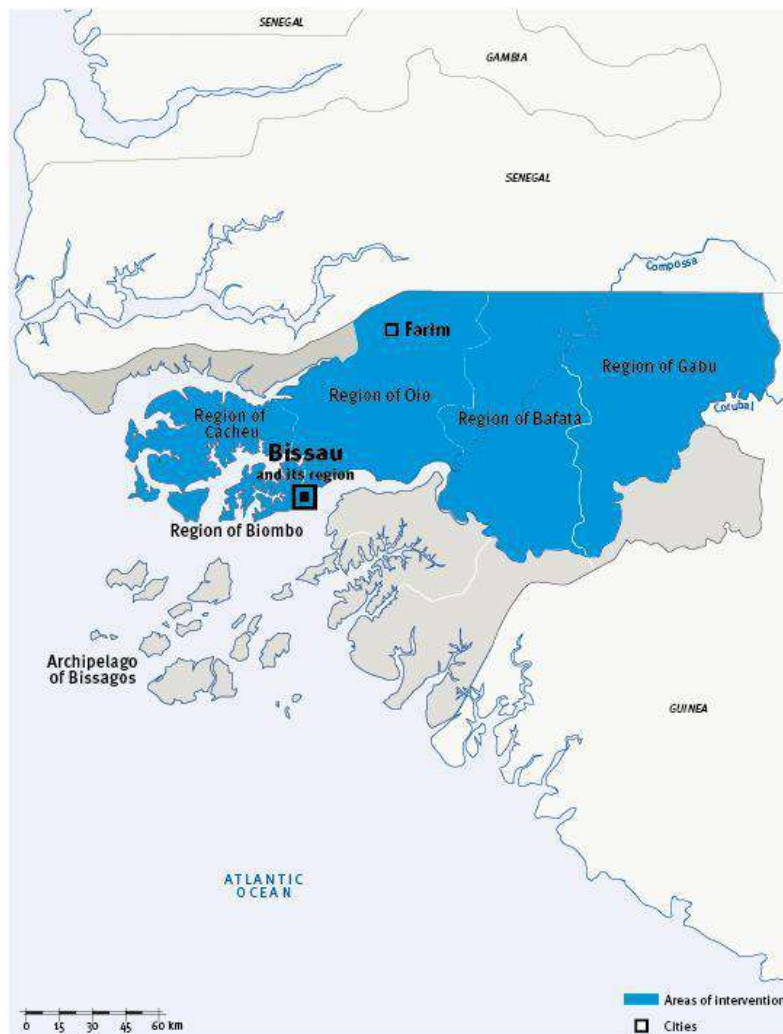 SENEGAL
GAMBIA
SENEGAL
Compossa
Farim
Region of Gabu
Region of Oio
Region of
Cacheu
Region of Bafata
Corubal
Bissau
and its region
Region of Biombo
Archipelago
of Bissagos
GUINEA
ATLANTIC
OCEAN
Areas of intervention
0 15 30 45 60 km
Cities